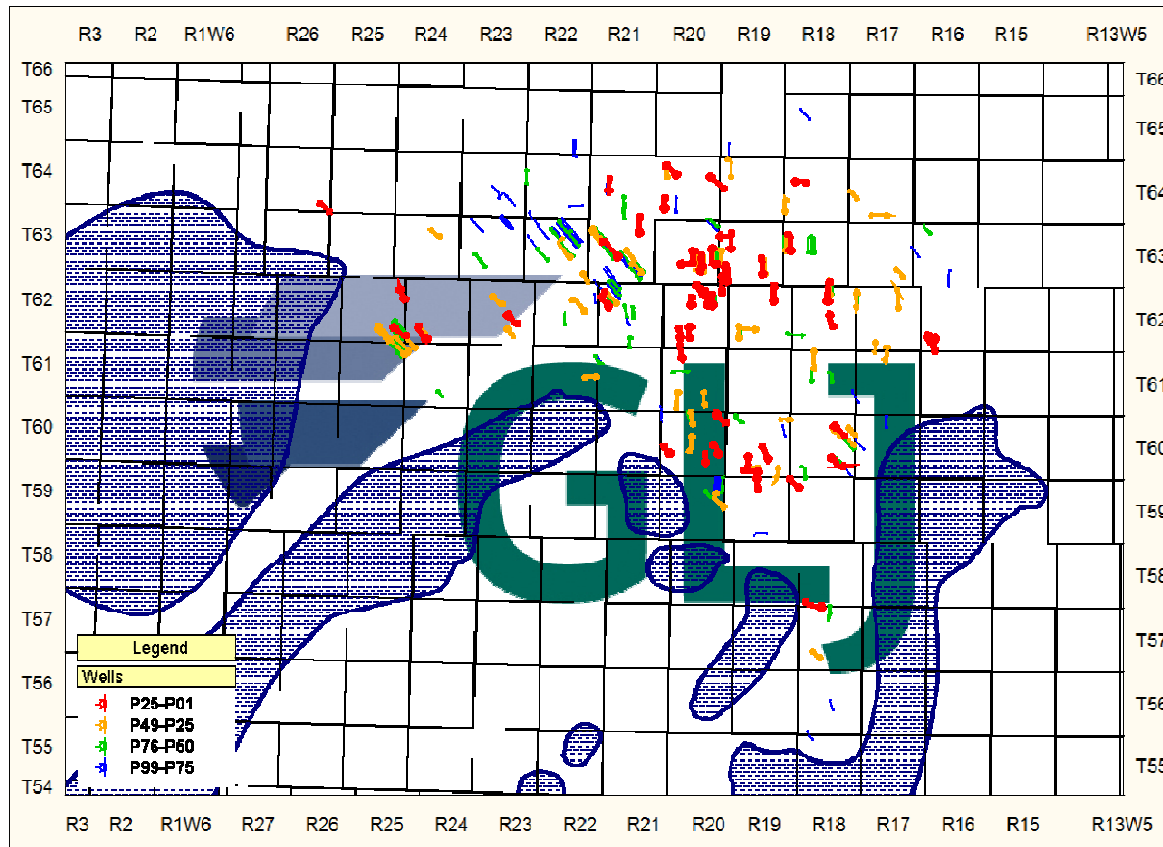 R3 R2 R1W6 R26 R25 R24 R23 R22 R21 R20 R19 R18 R17 R16 R15 R13W5
T66 T66
T65 T65
T64 T64
T63 T63
T62 T62
T61 T61
T60 T60
T59 T59
T58 T58
T57 T57
T56 T56
T55 T55
T54
GLJ
Legend
Wells
P25-P01
P49-P25
P76-P50
P99-P75
R3 R2 R1W6 R27 R26 R25 R24 R23 R22 R21 R20 R19 R18 R17 R16 R15 R13W5